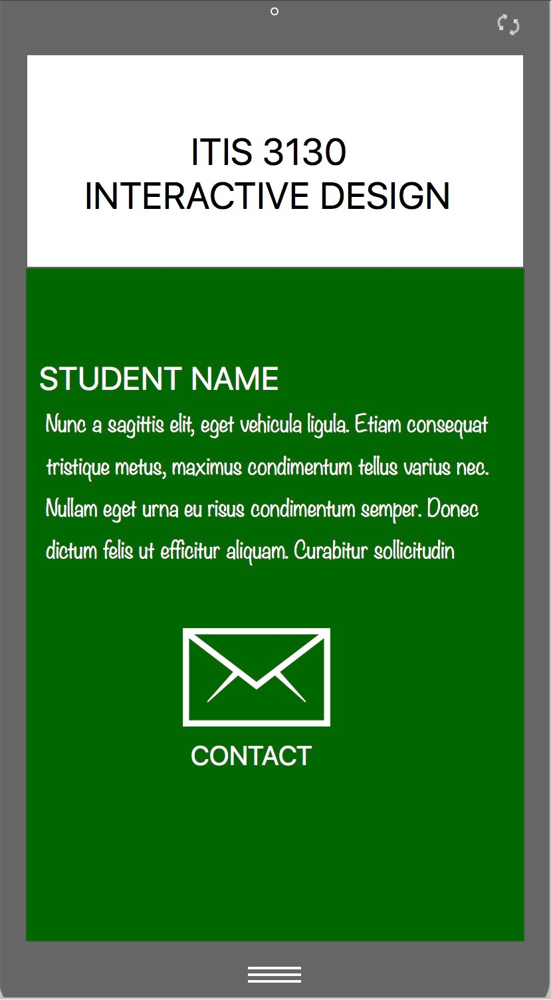 ITIS 3130
INTERACTIVE DESIGN
STUDENT NAME
Nunc a sagittis elit, eget vehicula ligula. Etiam consequat
tristique metus, maximus condimentum tellus varius nec.
Nullam eget urna eu risus condimentum semper. Donec
dictum felis ut efficitur aliquam. Curabitur sollicitudin
CONTACT